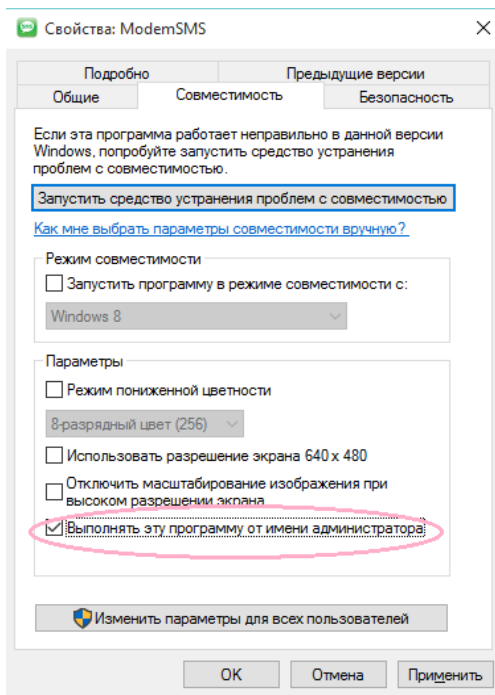 Свойства: ModemSMS
Подробно
Предыдущие версии
Общие
Совместимость
Безопасность
Если эта программа работает неправильно в данной версии
Windows, попробуйте запустить средство устранения
проблем с совместимостью.
Запустить средство устранения проблем с совместимостью
Как мне выбрать параметры совместимости вручную?
Режим совместимости
Запустить программу в режиме совместимости с:
Windows 8
Параметры
Режим пониженной цветности
8-разрядный цвет (256)
Использовать разрешение экрана 640 x 480
Отключить масштабирование изображения при
высоком разрешении экрана
Выполнять эту программу от имени администратора
Изменить параметры для всех пользователей
OK
Отмена
Применить